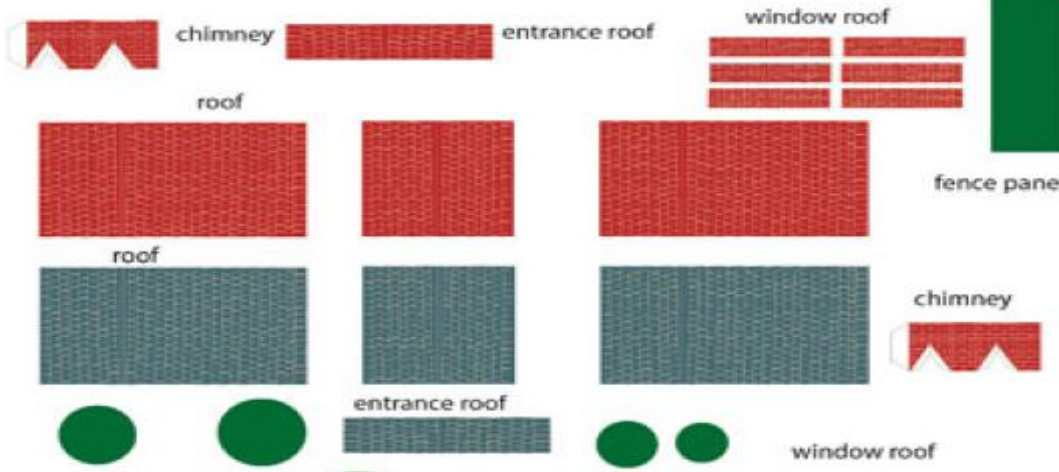 window roof
chimney
entrance roof
roof
fence pane
roof
chimney
entrance roof
window roof